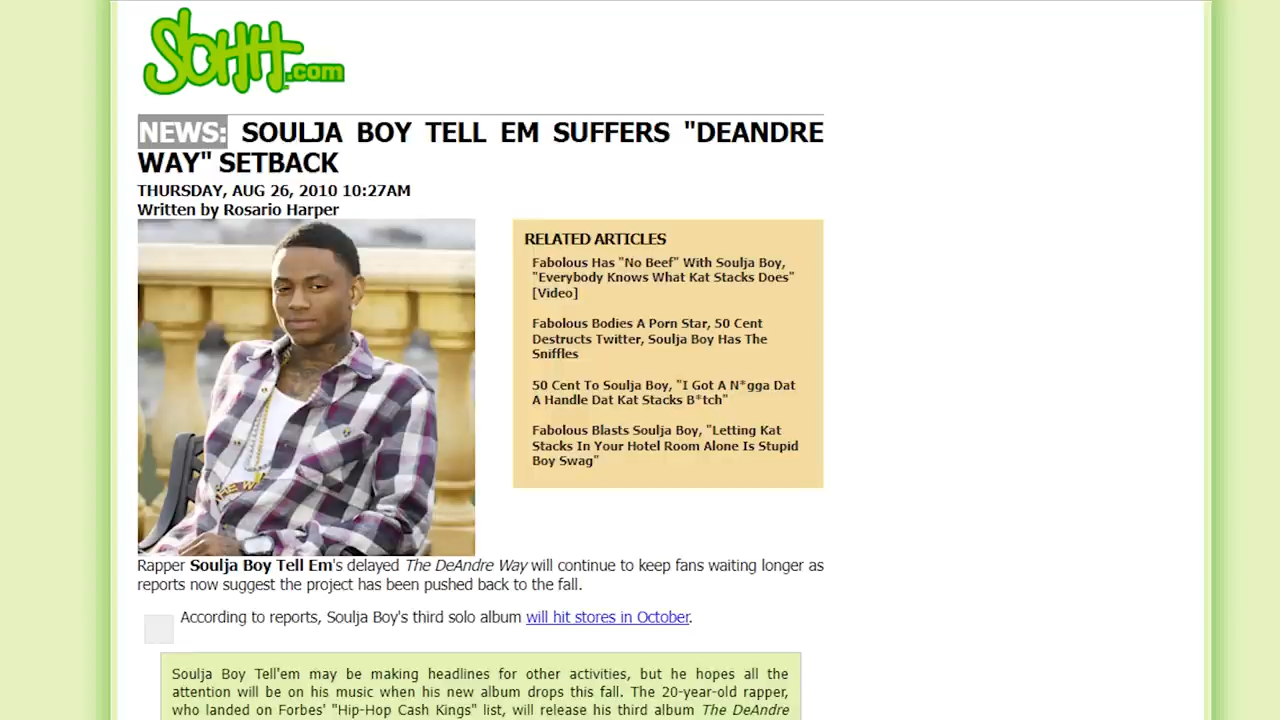 SOHH.com
NEWS: SOULJA BOY TELL EM SUFFERS "DEANDRE
WAY" SETBACK
THURSDAY, AUG 26, 2010 10:27AM
Written by Rosario Harper
RELATED ARTICLES
Fabolous Has "No Beef" With Soulja Boy,
"Everybody Knows What Kat Stacks Does"
[Video]
Fabolous Bodies A Porn Star, 50 Cent
Destructs Twitter, Soulja Boy Has The
Sniffles
50 Cent To Soulja Boy, "I Got A N*gga Dat
A Handle Dat Kat Stacks B*tch"
Fabolous Blasts Soulja Boy, "Letting Kat
Stacks In Your Hotel Room Alone Is Stupid
Boy Swag"
Rapper Soulja Boy Tell Em's delayed The DeAndre Way will continue to keep fans waiting longer as
reports now suggest the project has been pushed back to the fall.
According to reports, Soulja Boy's third solo album will hit stores in October.
Soulja Boy Tell'em may be making headlines for other activities, but he hopes all the
attention will be on his music when his new album drops this fall. The 20-year-old rapper,
who landed on Forbes' "Hip-Hop Cash Kings" list, will release his third album The DeAndre